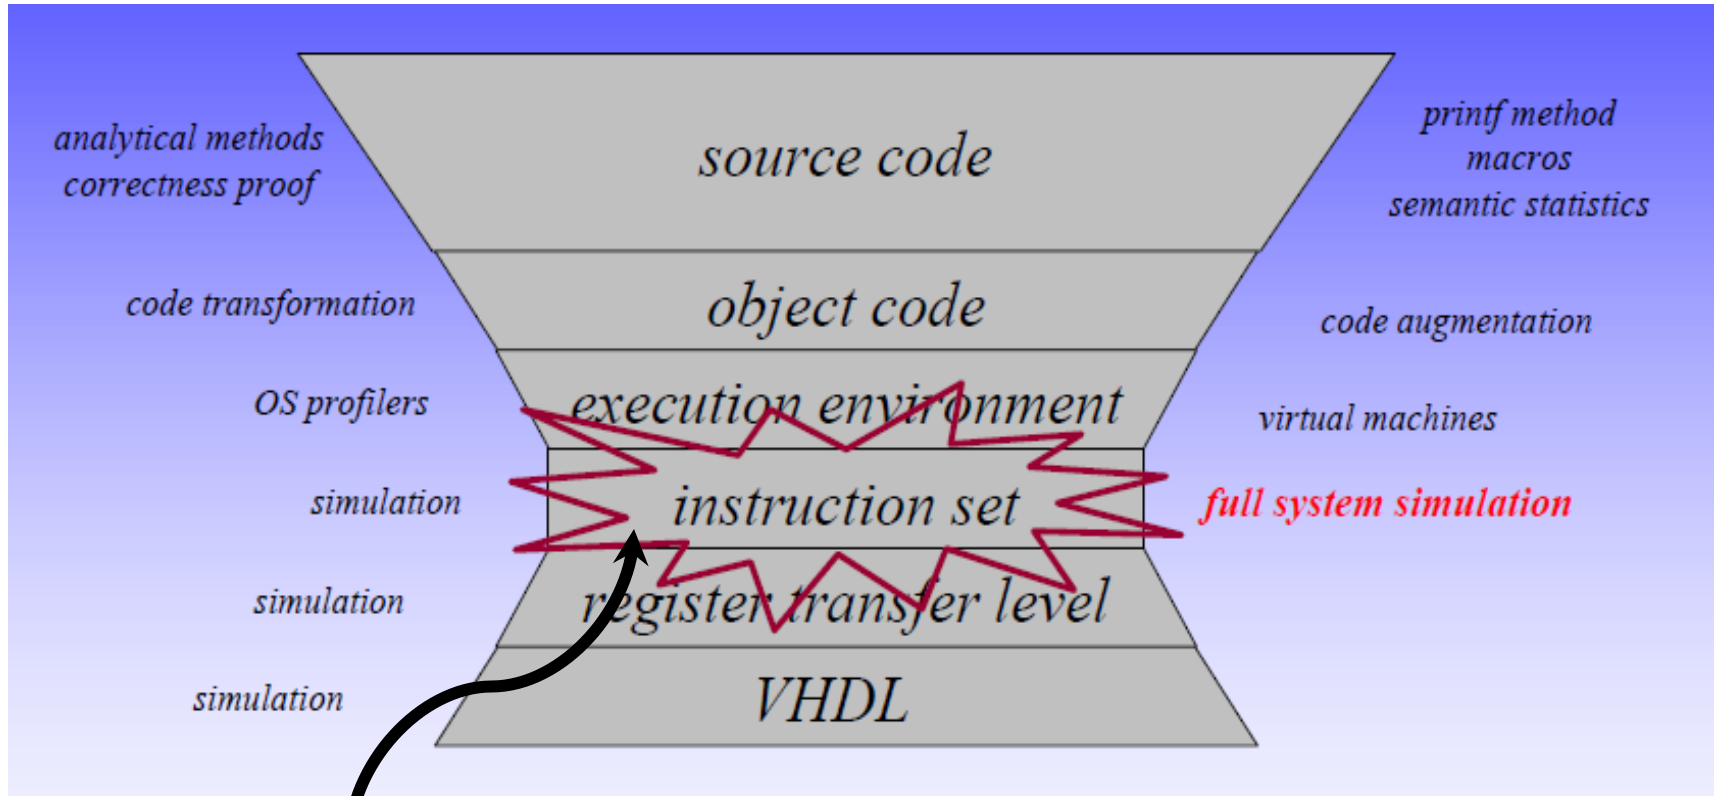 analytical methods
correctness proof
source code
printf method
macros
semantic statistics
code transformation
object code
code augmentation
OS profilers
execution environment
virtual machines
simulation
instruction set
full system simulation
simulation
register transfer level
simulation
VHDL